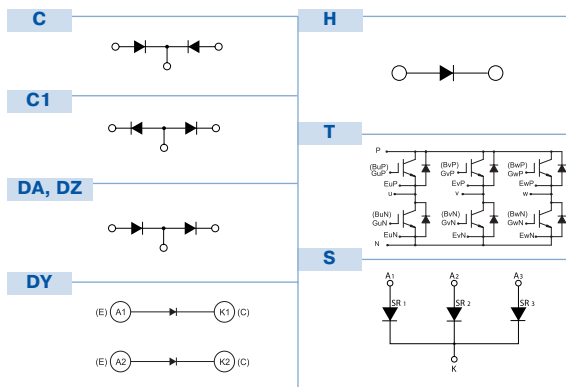 C
C1
DA, DZ
DY
(E) A1 K1 (C)
(E) A2 K2 (C)
H
T
P
(BuP) (BvP) (BwP)
GuP GvP GwP
EuP EvP EwP
u v w
(BuN) (BvN) (BwN)
GuN GvN GwN
EuN EvN EwN
N
S
A1 A2 A3
SR 1 SR 2 SR 3
K